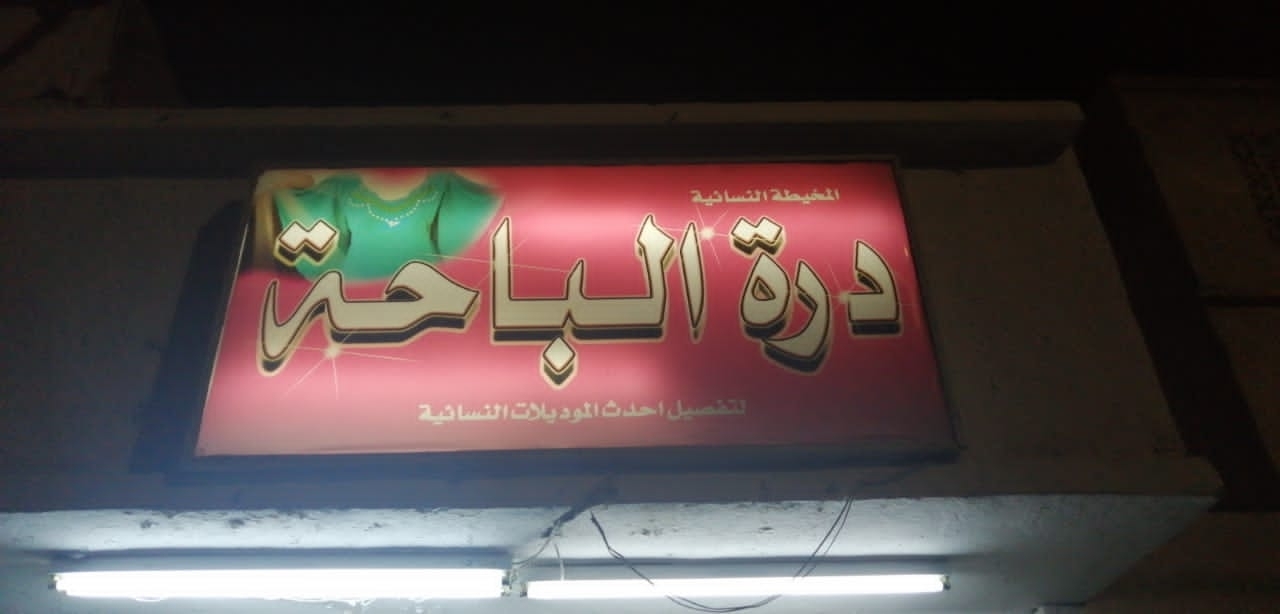 المخيطة النسائية
درة الباحة
لتفصيل احدث الموديلات النسائية